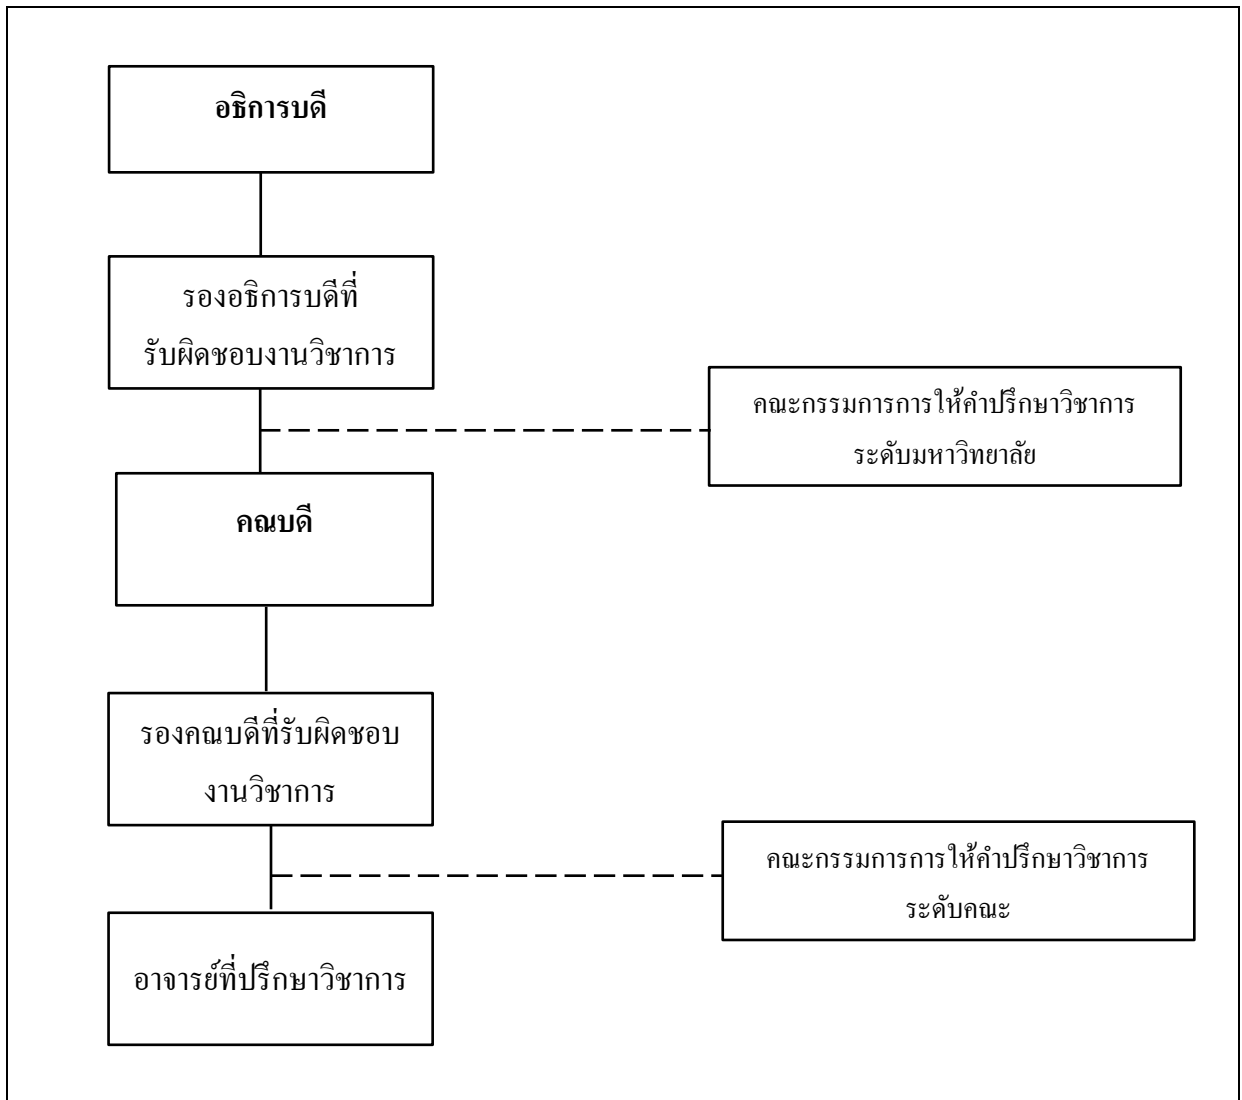 อธิการบดี
รองอธิการบดีที่
รับผิดชอบงานวิชาการ
คณะกรรมการการให้คำปรึกษาวิชาการ
ระดับมหาวิทยาลัย
คณบดี
รองคณบดีที่รับผิดชอบ
งานวิชาการ
คณะกรรมการการให้คำปรึกษาวิชาการ
ระดับคณะ
อาจารย์ที่ปรึกษาวิชาการ